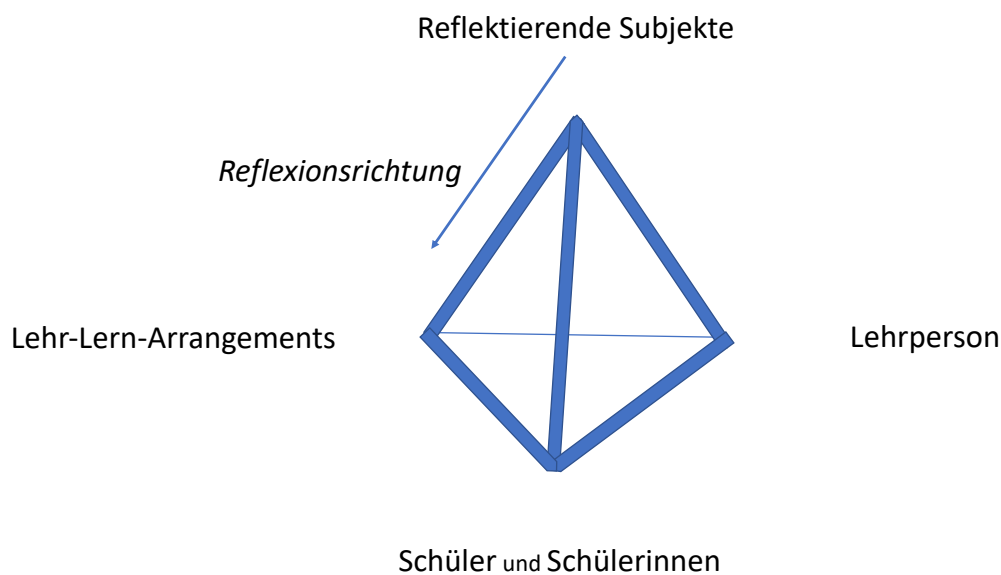 Reflektierende Subjekte
Reflexionsrichtung
Lehr-Lern-Arrangements
Lehrperson
Schüler und Schülerinnen